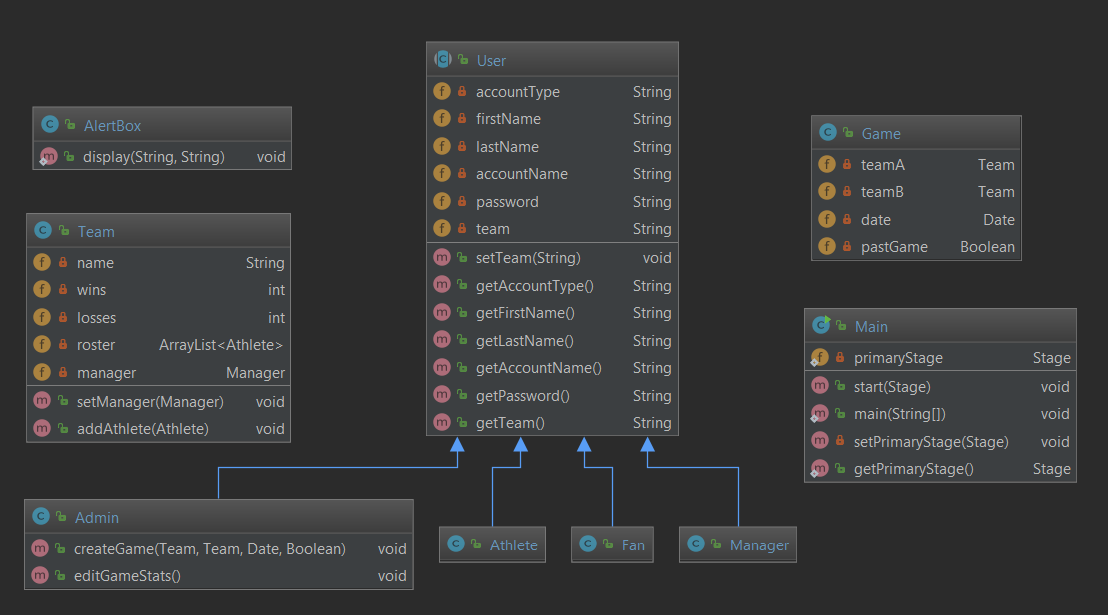 AlertBox
display(String, String) void
Team
name String
wins int
losses int
roster ArrayList<Athlete>
manager Manager
setManager(Manager) void
addAthlete(Athlete) void
User
accountType String
firstName String
lastName String
accountName String
password String
team String
setTeam(String) void
getAccountType() String
getFirstName() String
getLastName() String
getAccountName() String
getPassword() String
getTeam() String
Game
teamA Team
teamB Team
date Date
pastGame Boolean
Main
primaryStage Stage
start(Stage) void
main(String[]) void
setPrimaryStage(Stage) void
getPrimaryStage() Stage
Admin
createGame(Team, Team, Date, Boolean) void
editGameStats() void
Athlete
Fan
Manager